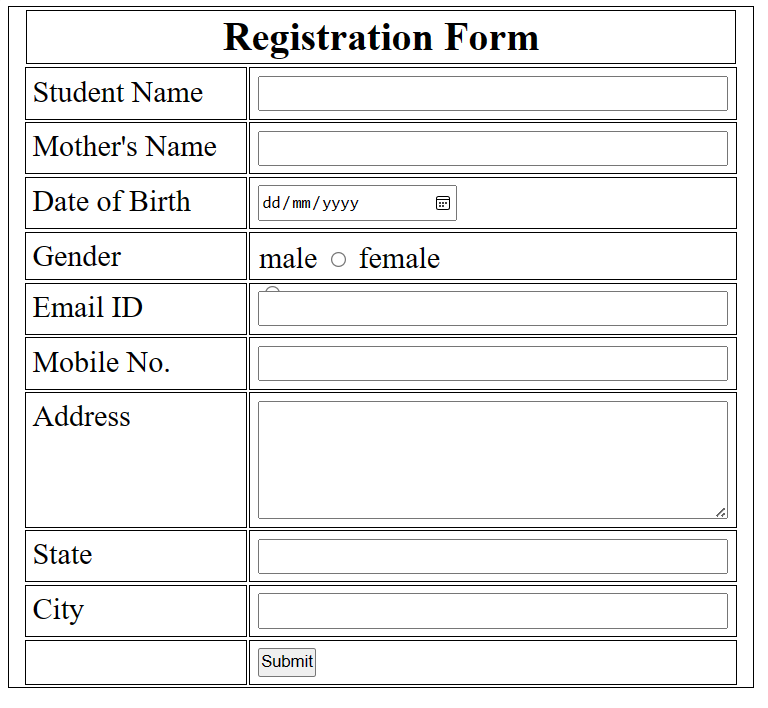 Registration Form
Student Name
Mother's Name
Date of Birth dd/mm/yyyy
Gender male female
Email ID
Mobile No.
Address
State
City
Submit